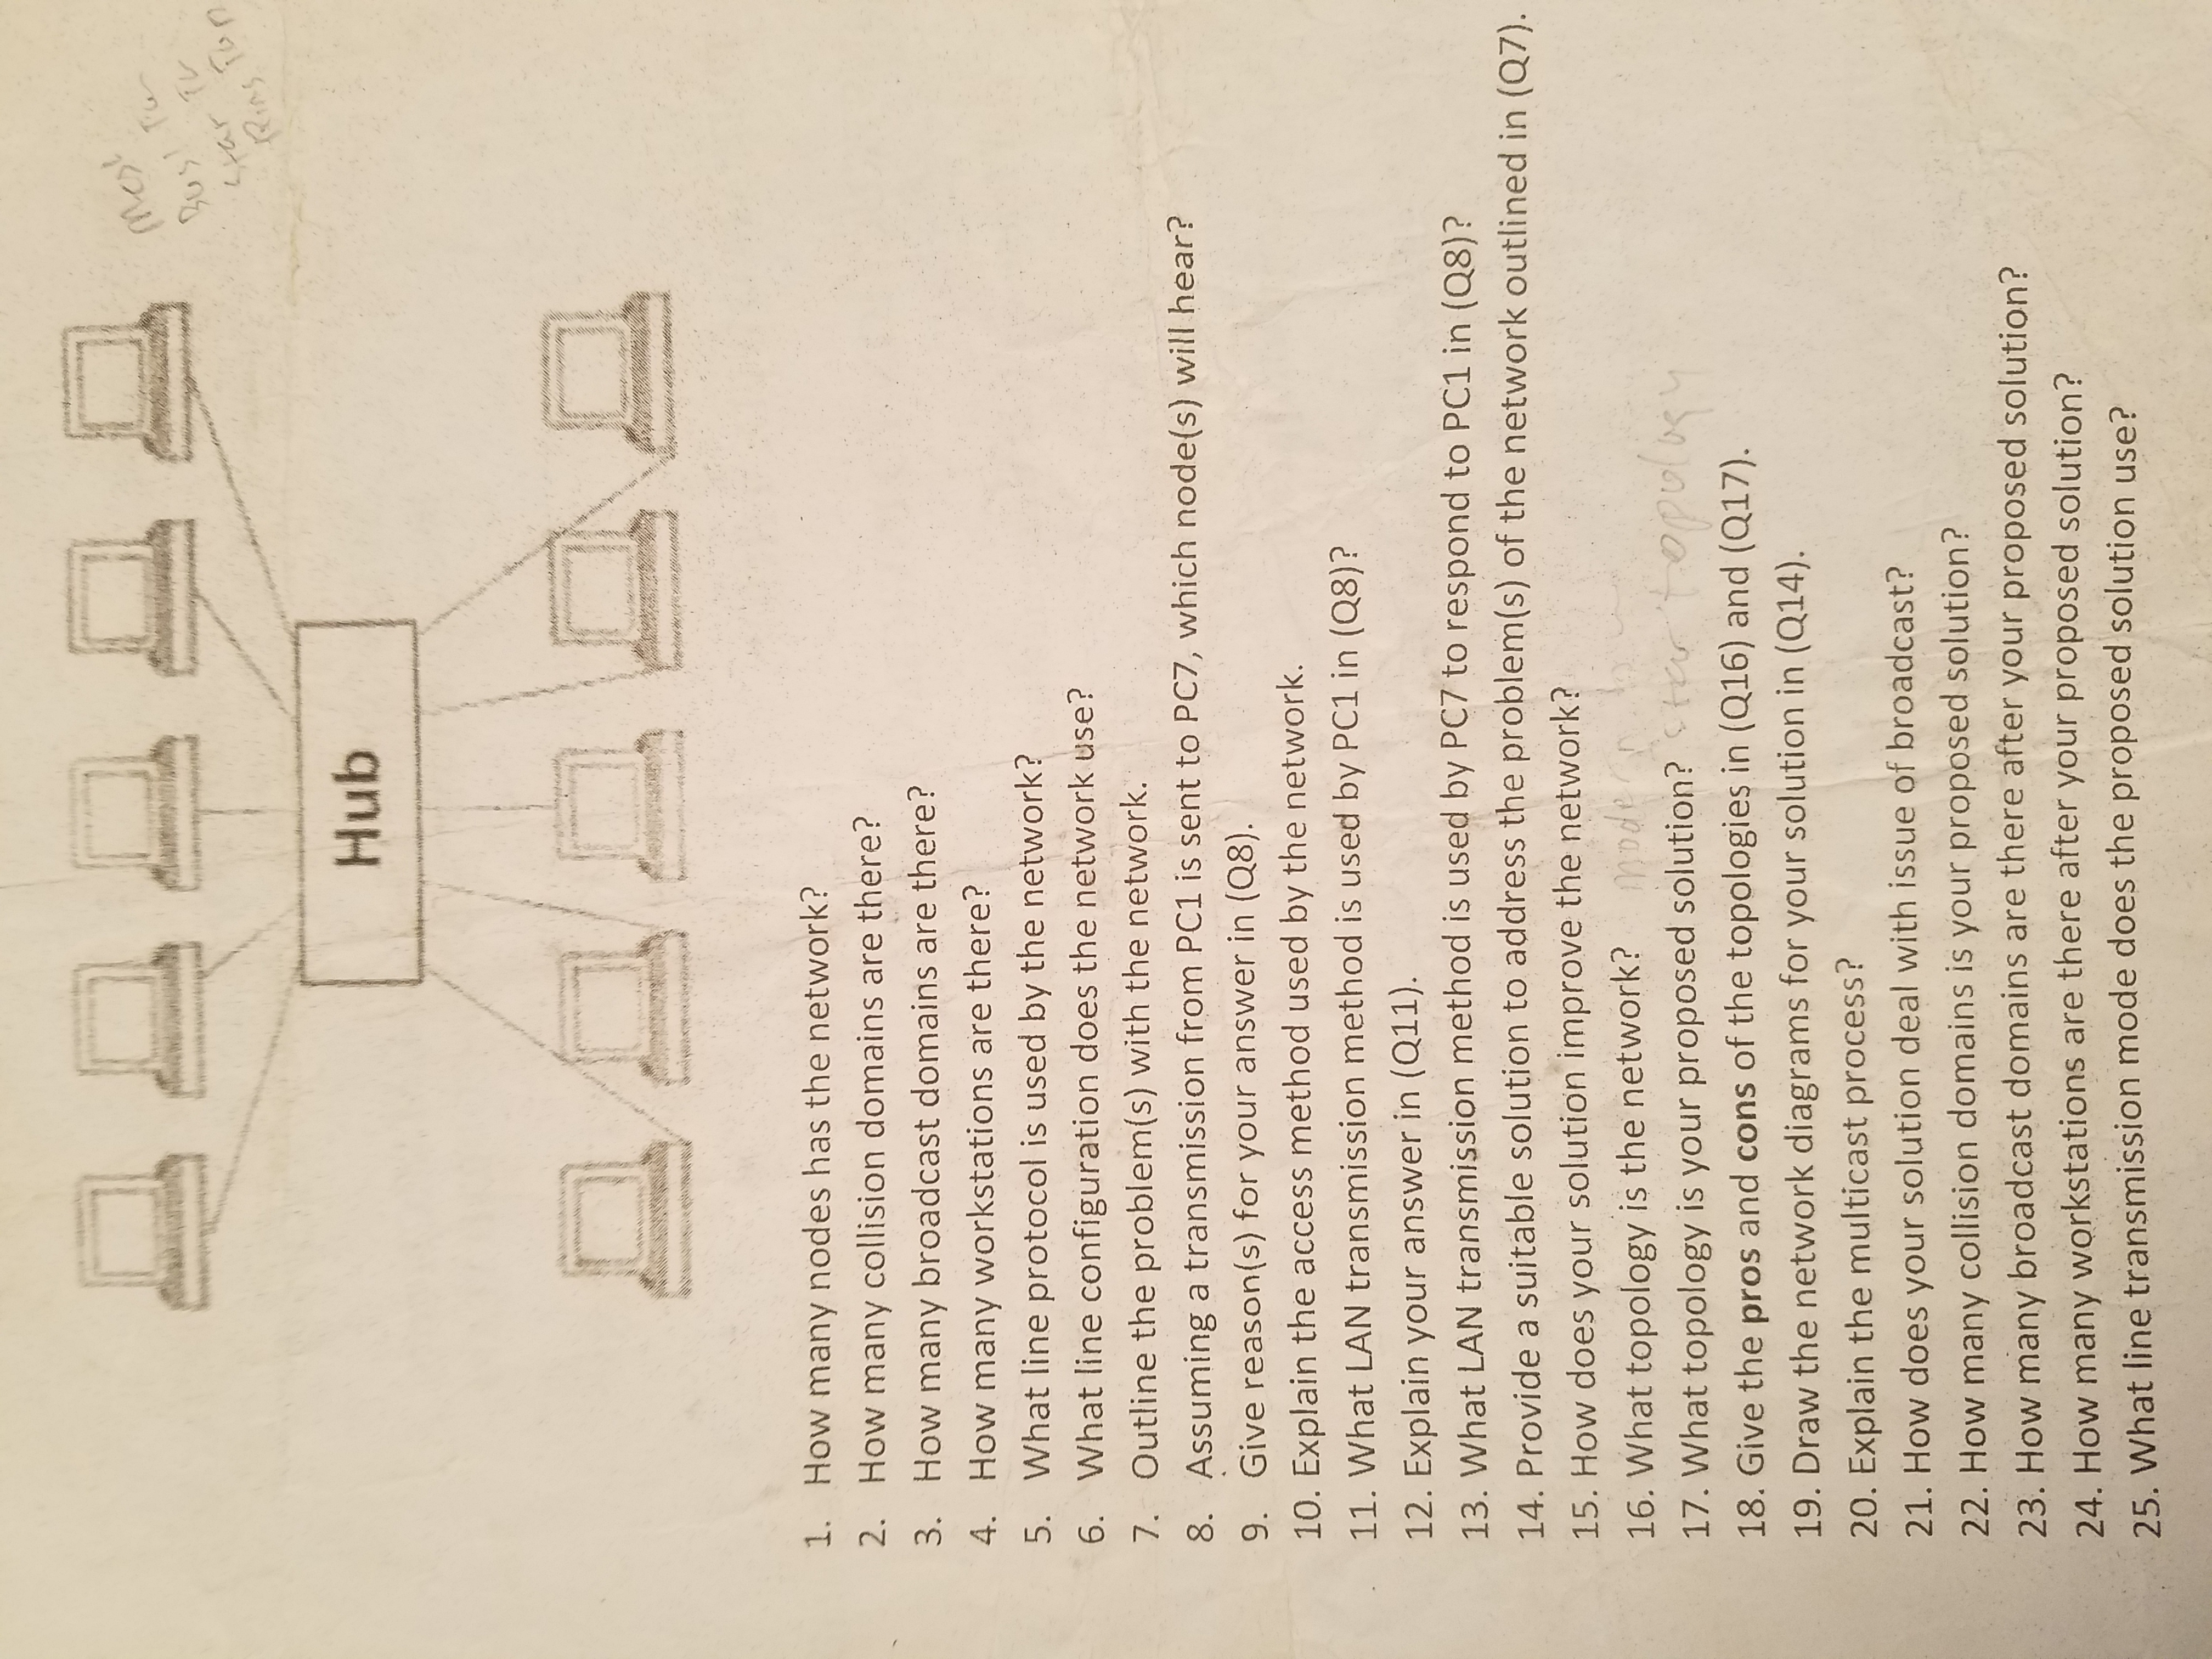 Star
Ring
Hub
1. How many nodes has the network?
2. How many collision domains are there?
3. How many broadcast domains are there?
4. How many workstations are there?
5. What line protocol is used by the network?
6. What line configuration does the network use?
7. Outline the problem(s) with the network.
8. Assuming a transmission from PC1 is sent to PC7, which node(s) will hear?
9. Give reason(s) for your answer in (Q8).
10. Explain the access method used by the network.
11. What LAN transmission method is used by PC1 in (Q8)?
12. Explain your answer in (Q11).
13. What LAN transmission method is used by PC7 to respond to PC1 in (Q8)?
14. Provide a suitable solution to address the problem(s) of the network outlined in (Q7).
15. How does your solution improve the network?
16. What topology is the network?
17. What topology is your proposed solution? star topology
18. Give the pros and cons of the topologies in (Q16) and (Q17).
19. Draw the network diagrams for your solution in (Q14).
20. Explain the multicast process?
21. How does your solution deal with issue of broadcast?
22. How many collision domains is your proposed solution?
23. How many broadcast domains are there after your proposed solution?
24. How many workstations are there after your proposed solution?
25. What line transmission mode does the proposed solution use?